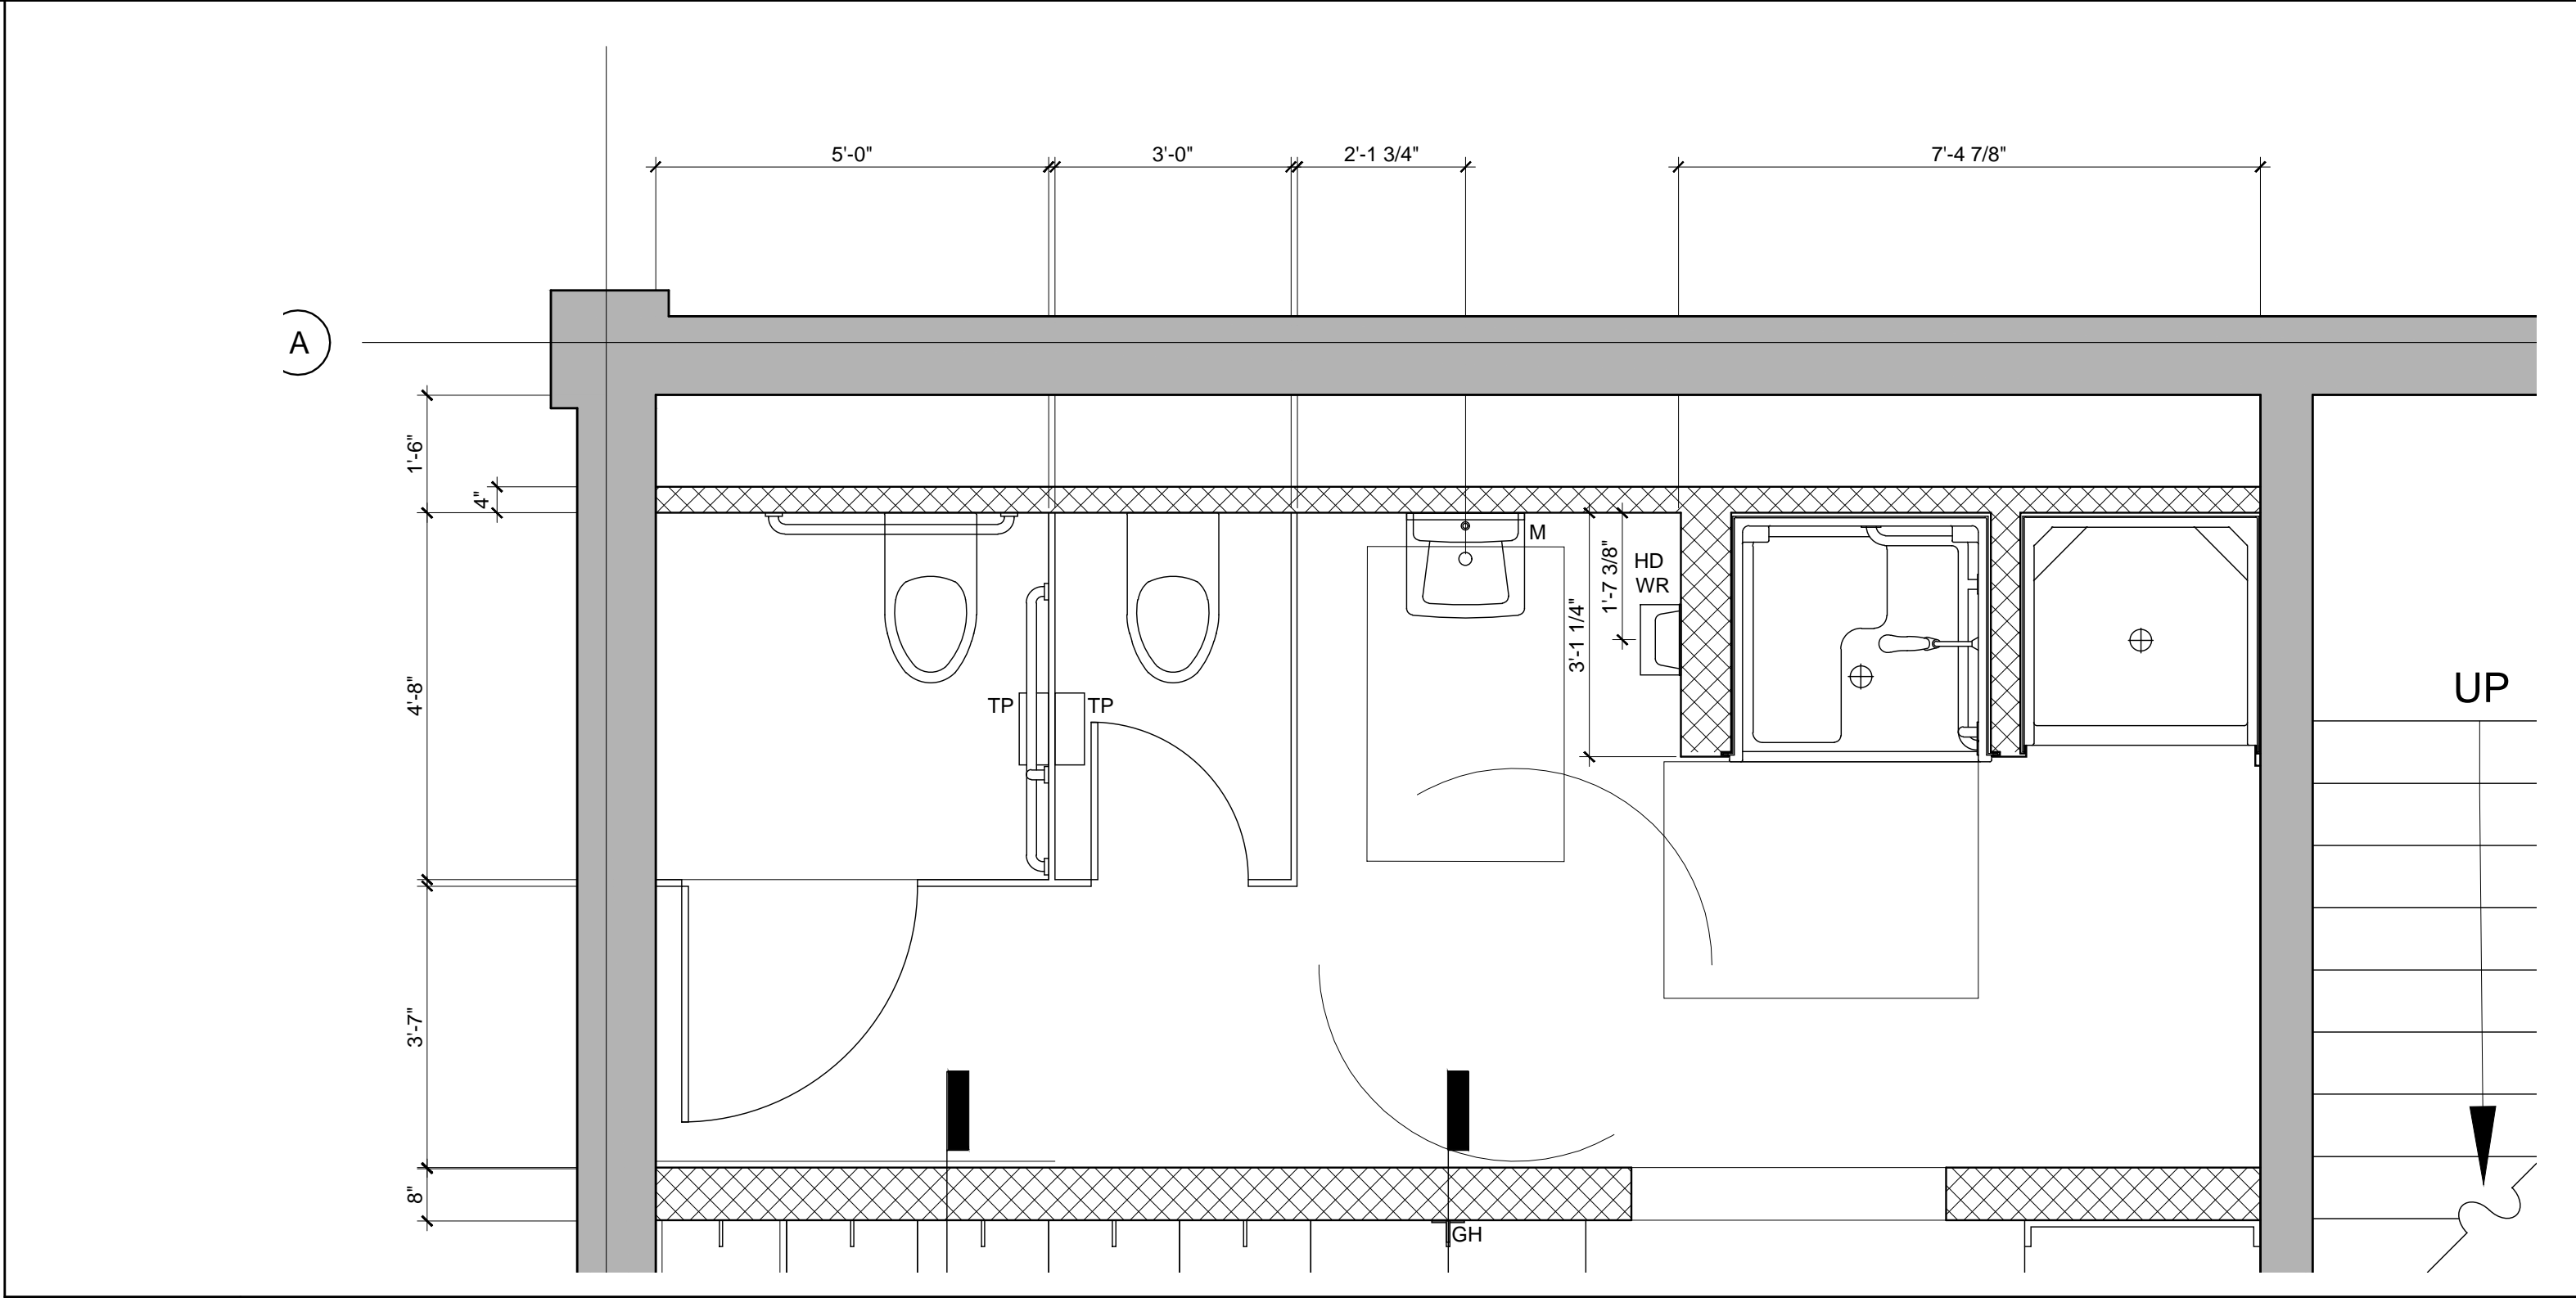 5'-0"
3'-0"
2'-1 3/4"
7'-4 7/8"
A
1'-6"
4"
M
HD
WR
1'-7 3/8"
3'-1 1/4"
4'-8"
TP
TP
UP
3'-7"
8"
GH